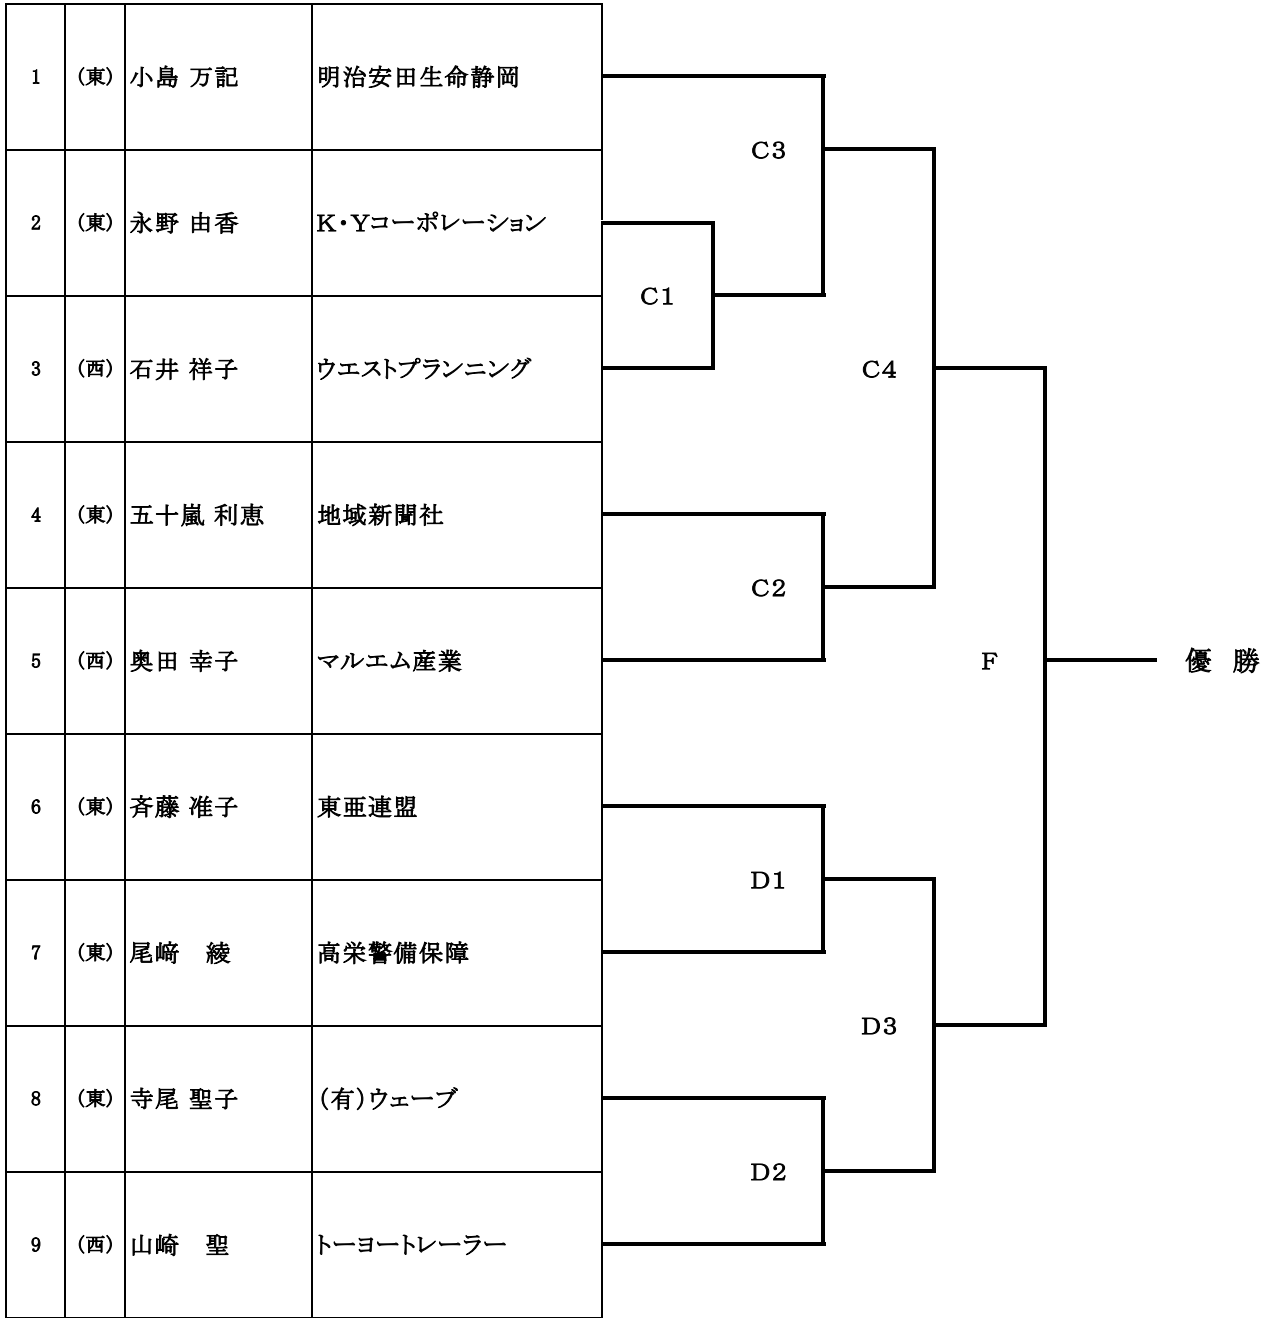 1 (東) 小島 万記 明治安田生命静岡
C3
2 (東) 永野 由香 K・Yコーポレーション
C1
3 (西) 石井 祥子 ウエストプランニング
C4
4 (東) 五十嵐 利恵 地域新聞社
C2
5 (西) 奥田 幸子 マルエム産業
F 優 勝
6 (東) 斉藤 准子 東亜連盟
D1
7 (東) 尾﨑 綾 高栄警備保障
D3
8 (東) 寺尾 聖子 (有)ウェーブ
D2
9 (西) 山崎 聖 トーヨートレーラー